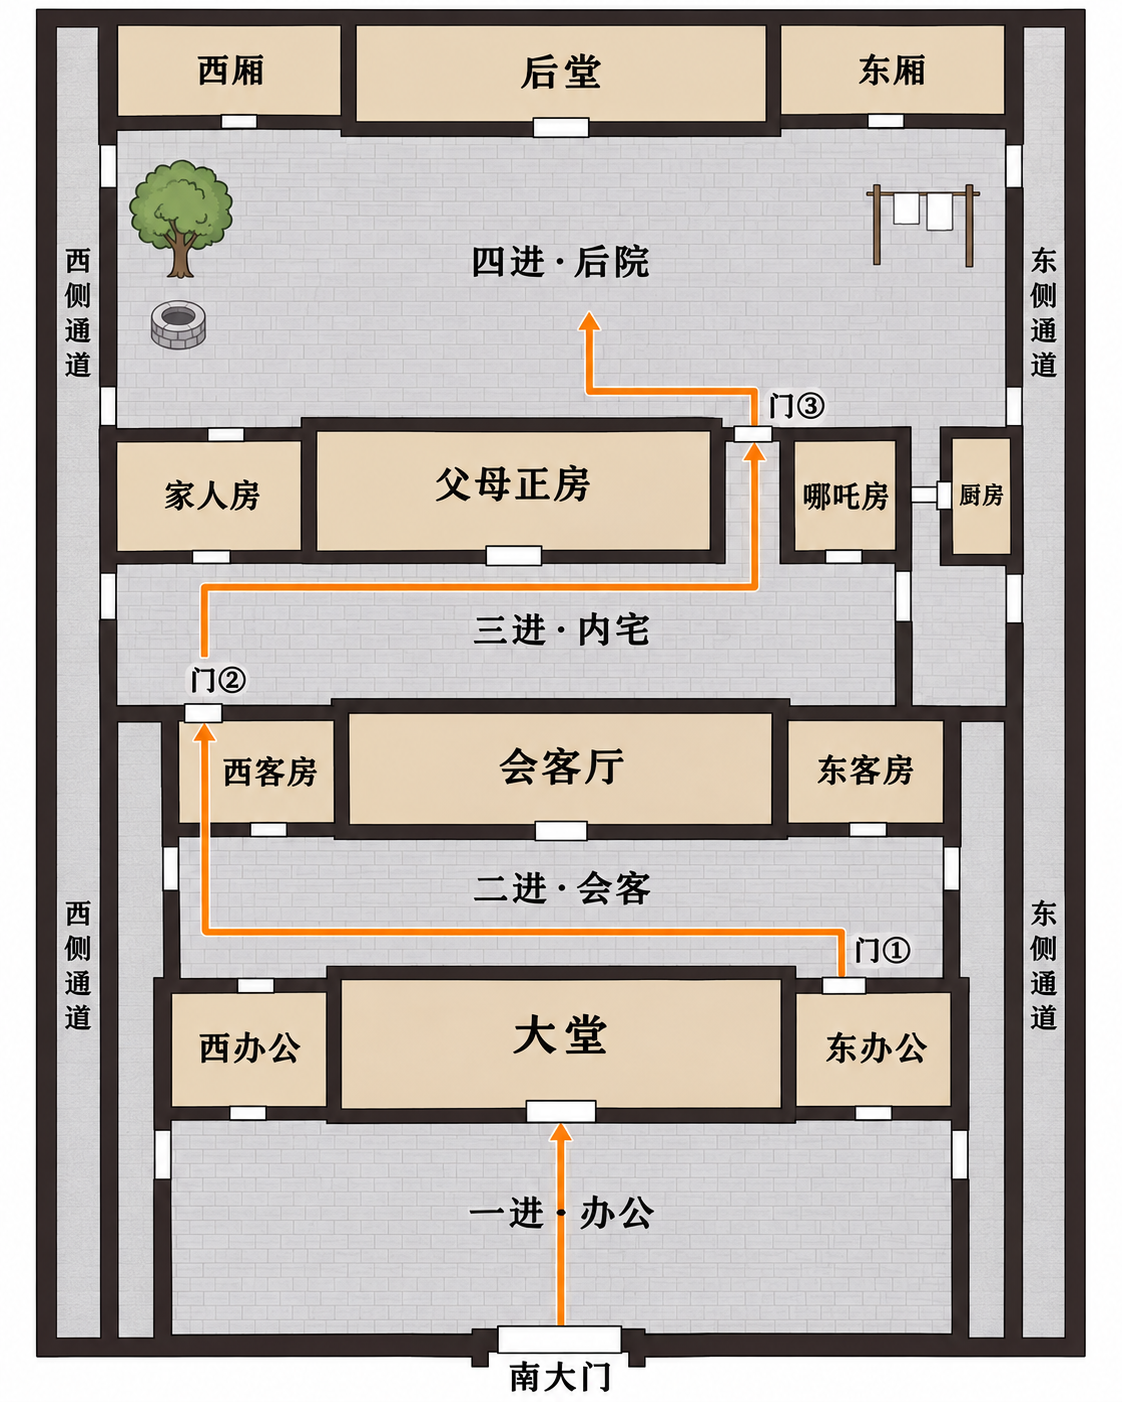 西厢
后堂
东厢
四进·后院
西侧通道
东侧通道
门③
家人房
父母正房
哪吒房
厨房
三进·内宅
门②
西客房
会客厅
东客房
二进·会客
西侧通道
东侧通道
门①
西办公
大堂
东办公
一进·办公
南大门